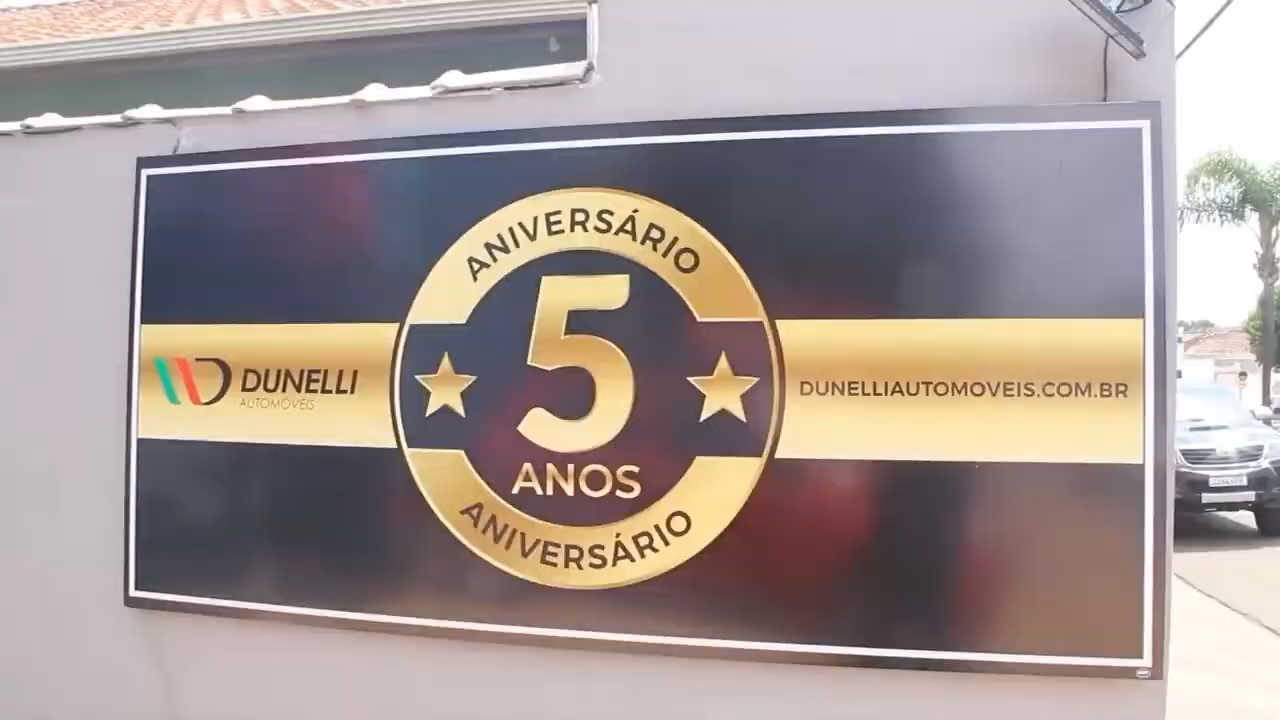 ANIVERSÁRIO
5
ANOS
ANIVERSÁRIO
DUNELLI
AUTOMÓVEIS
DUNELLIAUTOMOVEIS.COM.BR